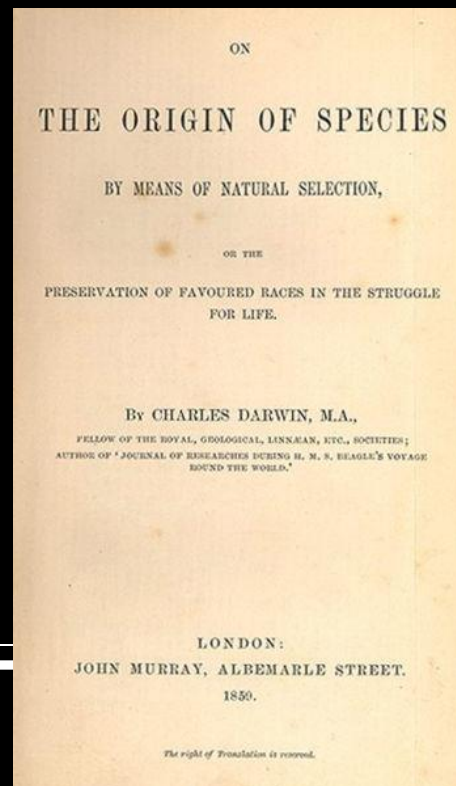 ON
THE ORIGIN OF SPECIES
BY MEANS OF NATURAL SELECTION,
OR THE
PRESERVATION OF FAVOURED RACES IN THE STRUGGLE
FOR LIFE.
BY CHARLES DARWIN, M.A.,
FELLOW OF THE ROYAL, GEOLOGICAL, LINNÆAN, ETC., SOCIETIES;
AUTHOR OF 'JOURNAL OF RESEARCHES DURING H. M. S. BEAGLE'S VOYAGE
ROUND THE WORLD.'
LONDON:
JOHN MURRAY, ALBEMARLE STREET.
1859.
The right of Translation is reserved.